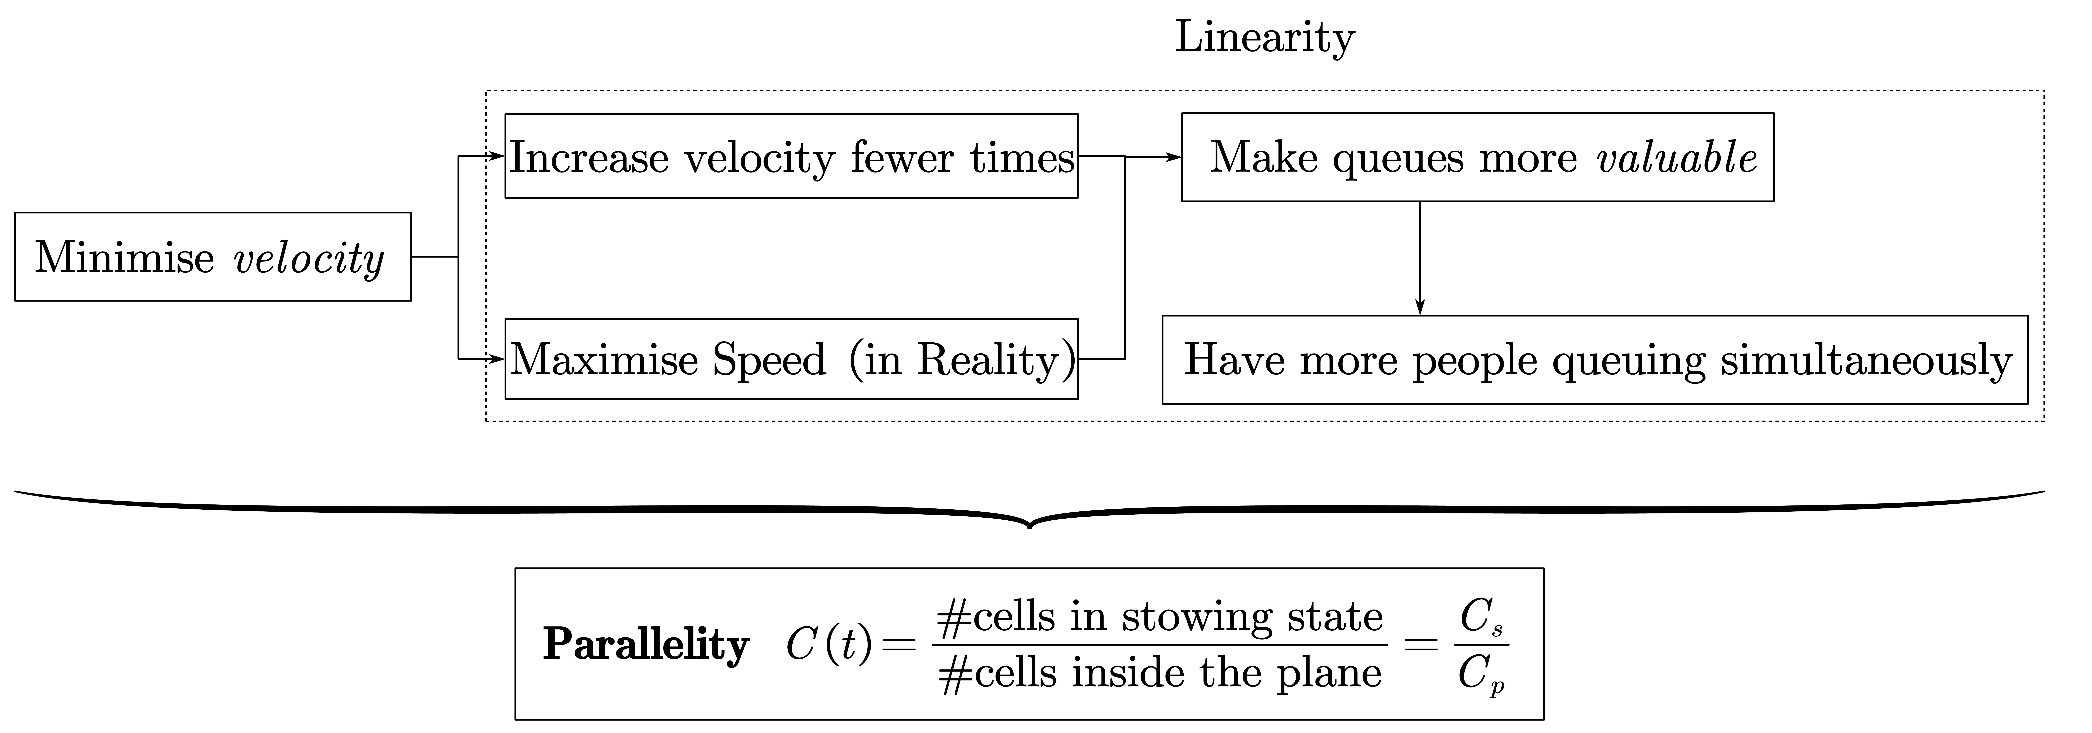 Linearity
Increase velocity fewer times
Make queues more valuable
Minimise velocity
Maximise Speed (in Reality)
Have more people queuing simultaneously
Parallelity C(t) = #cells in stowing state / #cells inside the plane = C_s / C_p